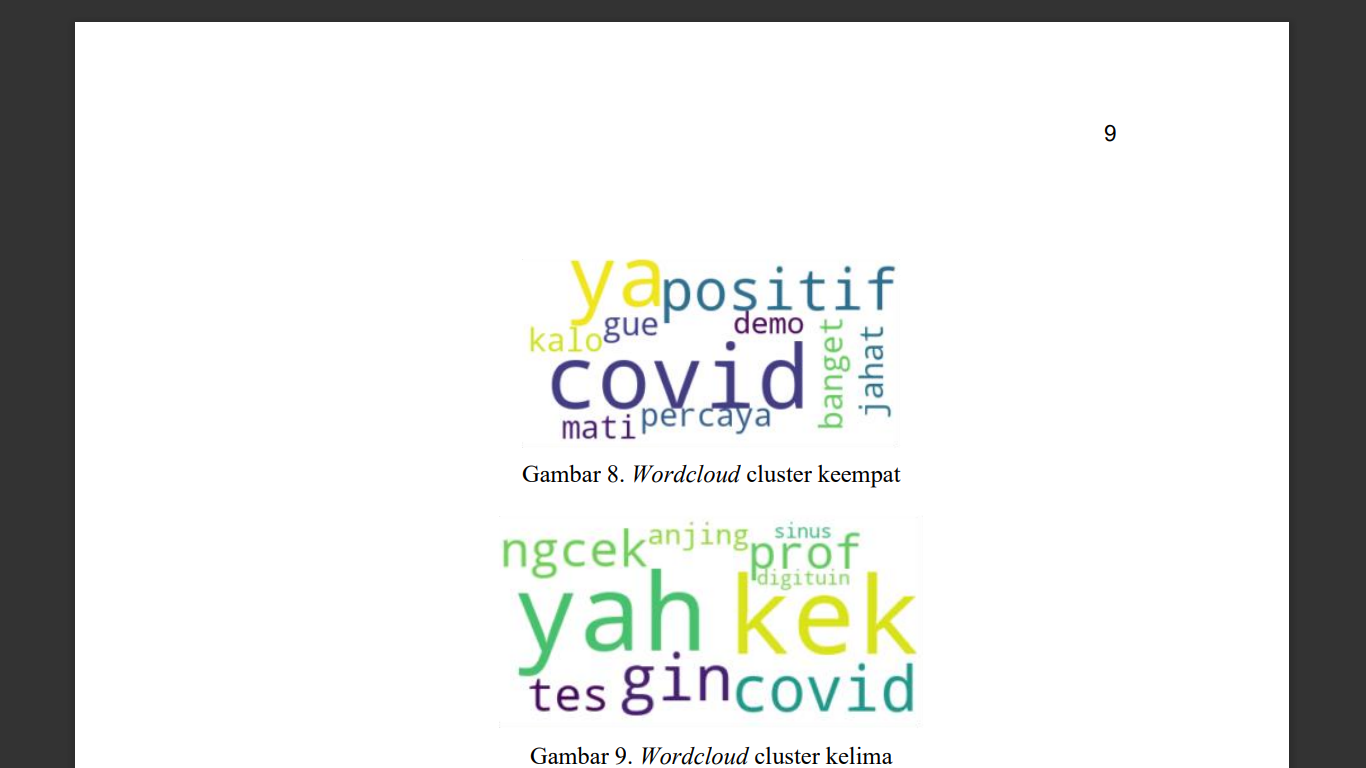 9
ya positif
kalo gue demo
covid banget jahat
mati percaya
Gambar 8. Wordcloud cluster keempat
ngcek anjing sinus
prof
digituin
yah kek
tes gin covid
Gambar 9. Wordcloud cluster kelima